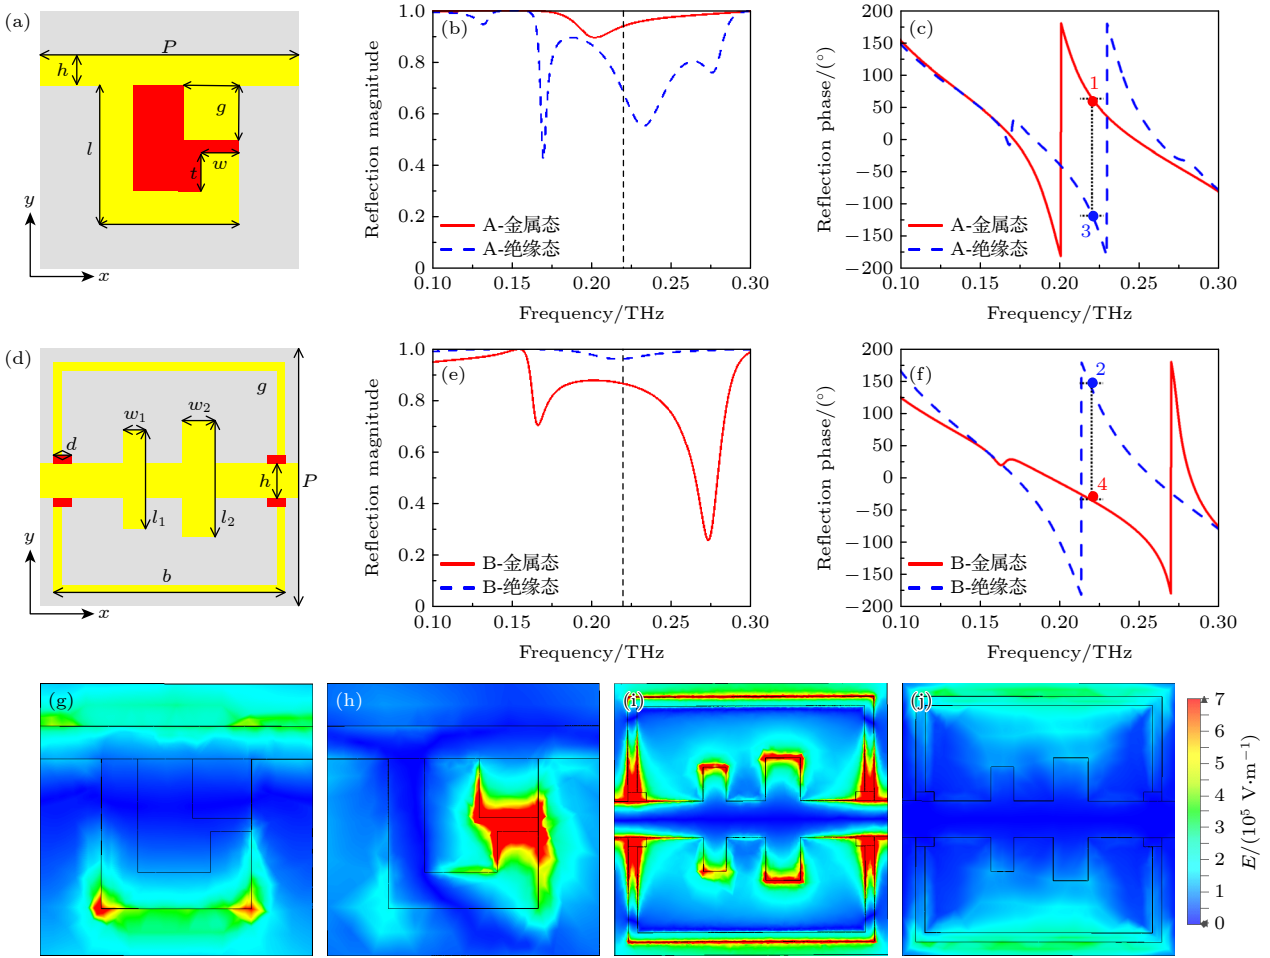 (a)
P
h
g
l
w
t
y
x
(b)
Reflection magnitude
1.0
0.8
0.6
0.4
0.2
0
A-金属态
A-绝缘态
0.10 0.15 0.20 0.25 0.30
Frequency/THz
(c)
Reflection phase/(°)
200
150
100
50
0
−50
−100
−150
−200
1
3
A-金属态
A-绝缘态
0.10 0.15 0.20 0.25 0.30
Frequency/THz
(d)
g
w1
w2
d
h
P
l1
l2
b
y
x
(e)
Reflection magnitude
1.0
0.8
0.6
0.4
0.2
0
B-金属态
B-绝缘态
0.10 0.15 0.20 0.25 0.30
Frequency/THz
(f)
Reflection phase/(°)
200
150
100
50
0
−50
−100
−150
−200
2
4
B-金属态
B-绝缘态
0.10 0.15 0.20 0.25 0.30
Frequency/THz
(g)
(h)
(i)
(j)
7
6
5
4
3
2
1
0
E/(10⁵ V·m⁻¹)